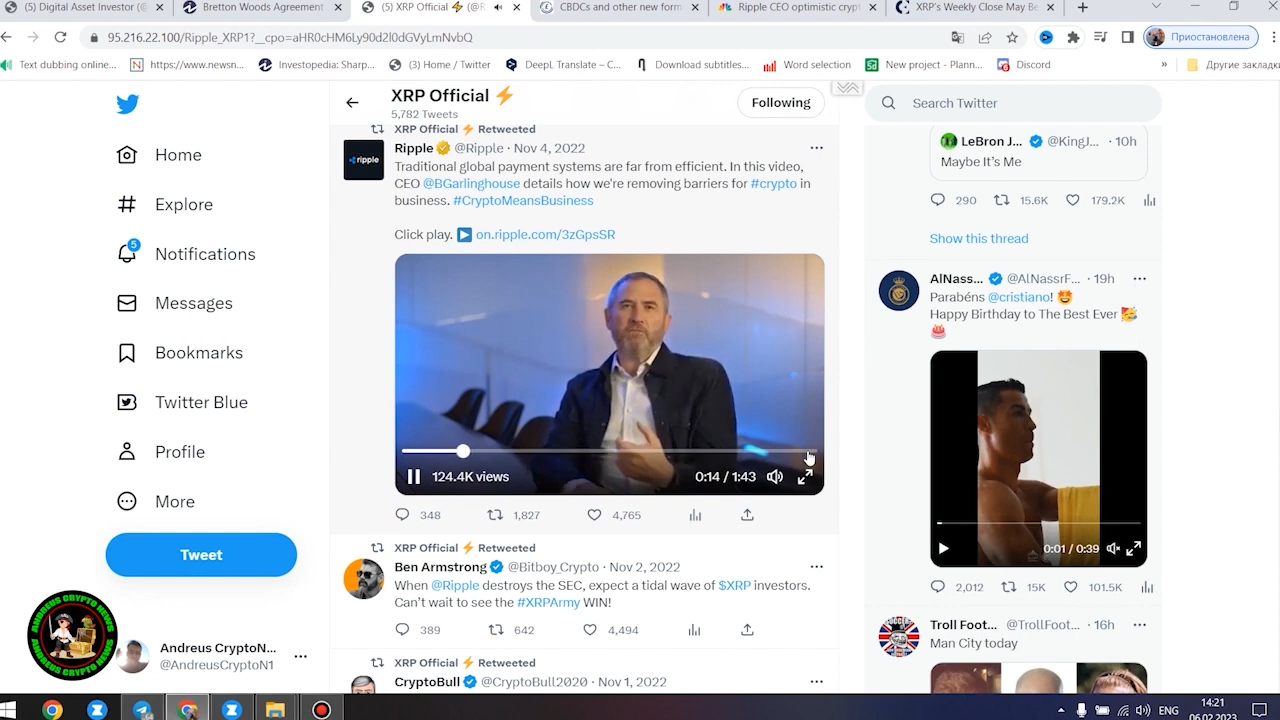 (5) Digital Asset Investor (@
Bretton Woods Agreement
(5) XRP Official ⚡ (@R
CBDCs and other new form
Ripple CEO optimistic crypt
XRP's Weekly Close May Be
95.216.22.100/Ripple_XRP1?__cpo=aHR0cHM6Ly90d2l0dGVyLmNvbQ
Приостановлена
Text dubbing online...
https://www.newsn...
Investopedia: Sharp...
(3) Home / Twitter
DeepL Translate – C...
Download subtitles...
Word selection
New project - Plann...
Discord
»
Другие закладки
Home
Explore
5
Notifications
Messages
Bookmarks
Twitter Blue
Profile
More
Tweet
ANDREUS CRYPTO NEWS
ANDREUS CRYPTO NEWS
Andreus CryptoN...
@AndreusCryptoN1
XRP Official ⚡
5,782 Tweets
Following
XRP Official ⚡ Retweeted
ripple
Ripple @Ripple · Nov 4, 2022
Traditional global payment systems are far from efficient. In this video,
CEO @BGarlinghouse details how we're removing barriers for #crypto in
business. #CryptoMeansBusiness
Click play. ▶ on.ripple.com/3zGpsSR
124.4K views
0:14 / 1:43
348 1,827 4,765
XRP Official ⚡ Retweeted
Ben Armstrong @Bitboy_Crypto · Nov 2, 2022
When @Ripple destroys the SEC, expect a tidal wave of $XRP investors.
Can't wait to see the #XRPArmy WIN!
389 642 4,494
XRP Official ⚡ Retweeted
CryptoBull @CryptoBull2020 · Nov 1, 2022
Search Twitter
LeBron J... @KingJ... · 10h
Maybe It's Me
290 15.6K 179.2K
Show this thread
AlNass... @AlNassrF... · 19h
Parabéns @cristiano! 🤩
Happy Birthday to The Best Ever 🥳
🎂
0:01 / 0:39
2,012 15K 101.5K
Troll Foot... @TrollFoot... · 16h
Man City today
14:21
ENG
06.02.2023